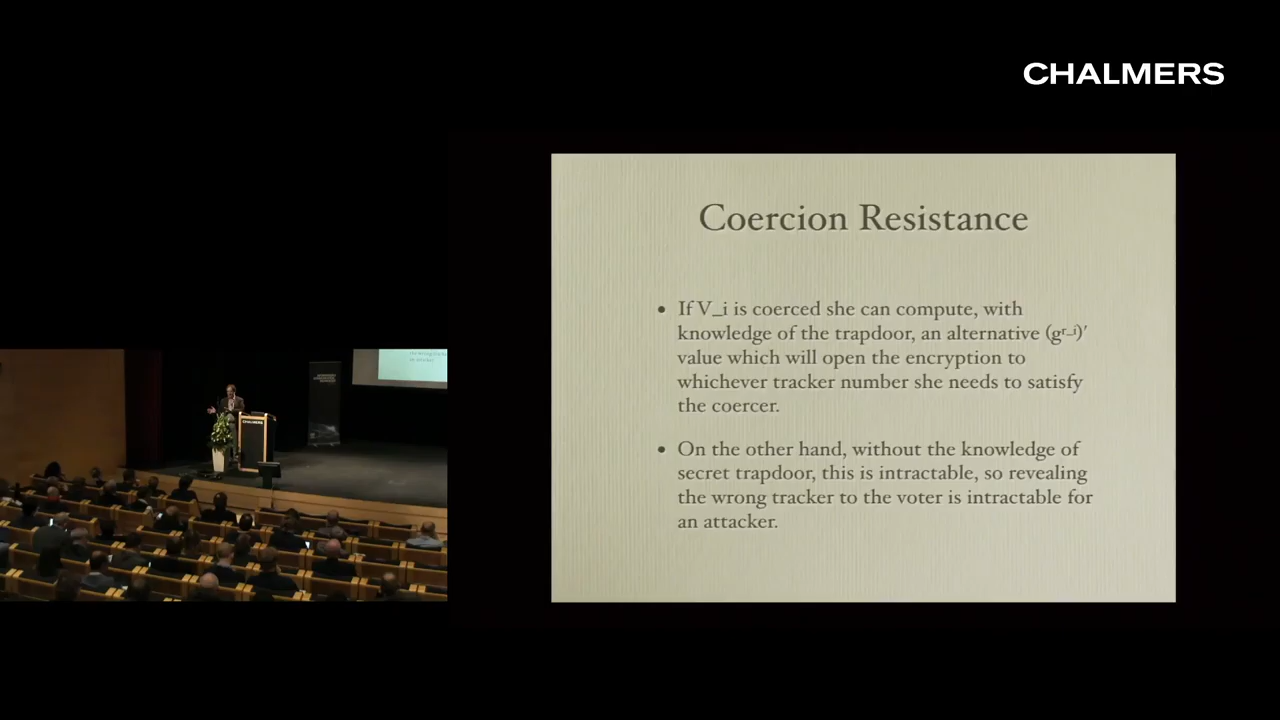 CHALMERS
Coercion Resistance
• If V_i is coerced she can compute, with
knowledge of the trapdoor, an alternative (g^r_i)'
value which will open the encryption to
whichever tracker number she needs to satisfy
the coercer.
• On the other hand, without the knowledge of
secret trapdoor, this is intractable, so revealing
the wrong tracker to the voter is intractable for
an attacker.
CHALMERS